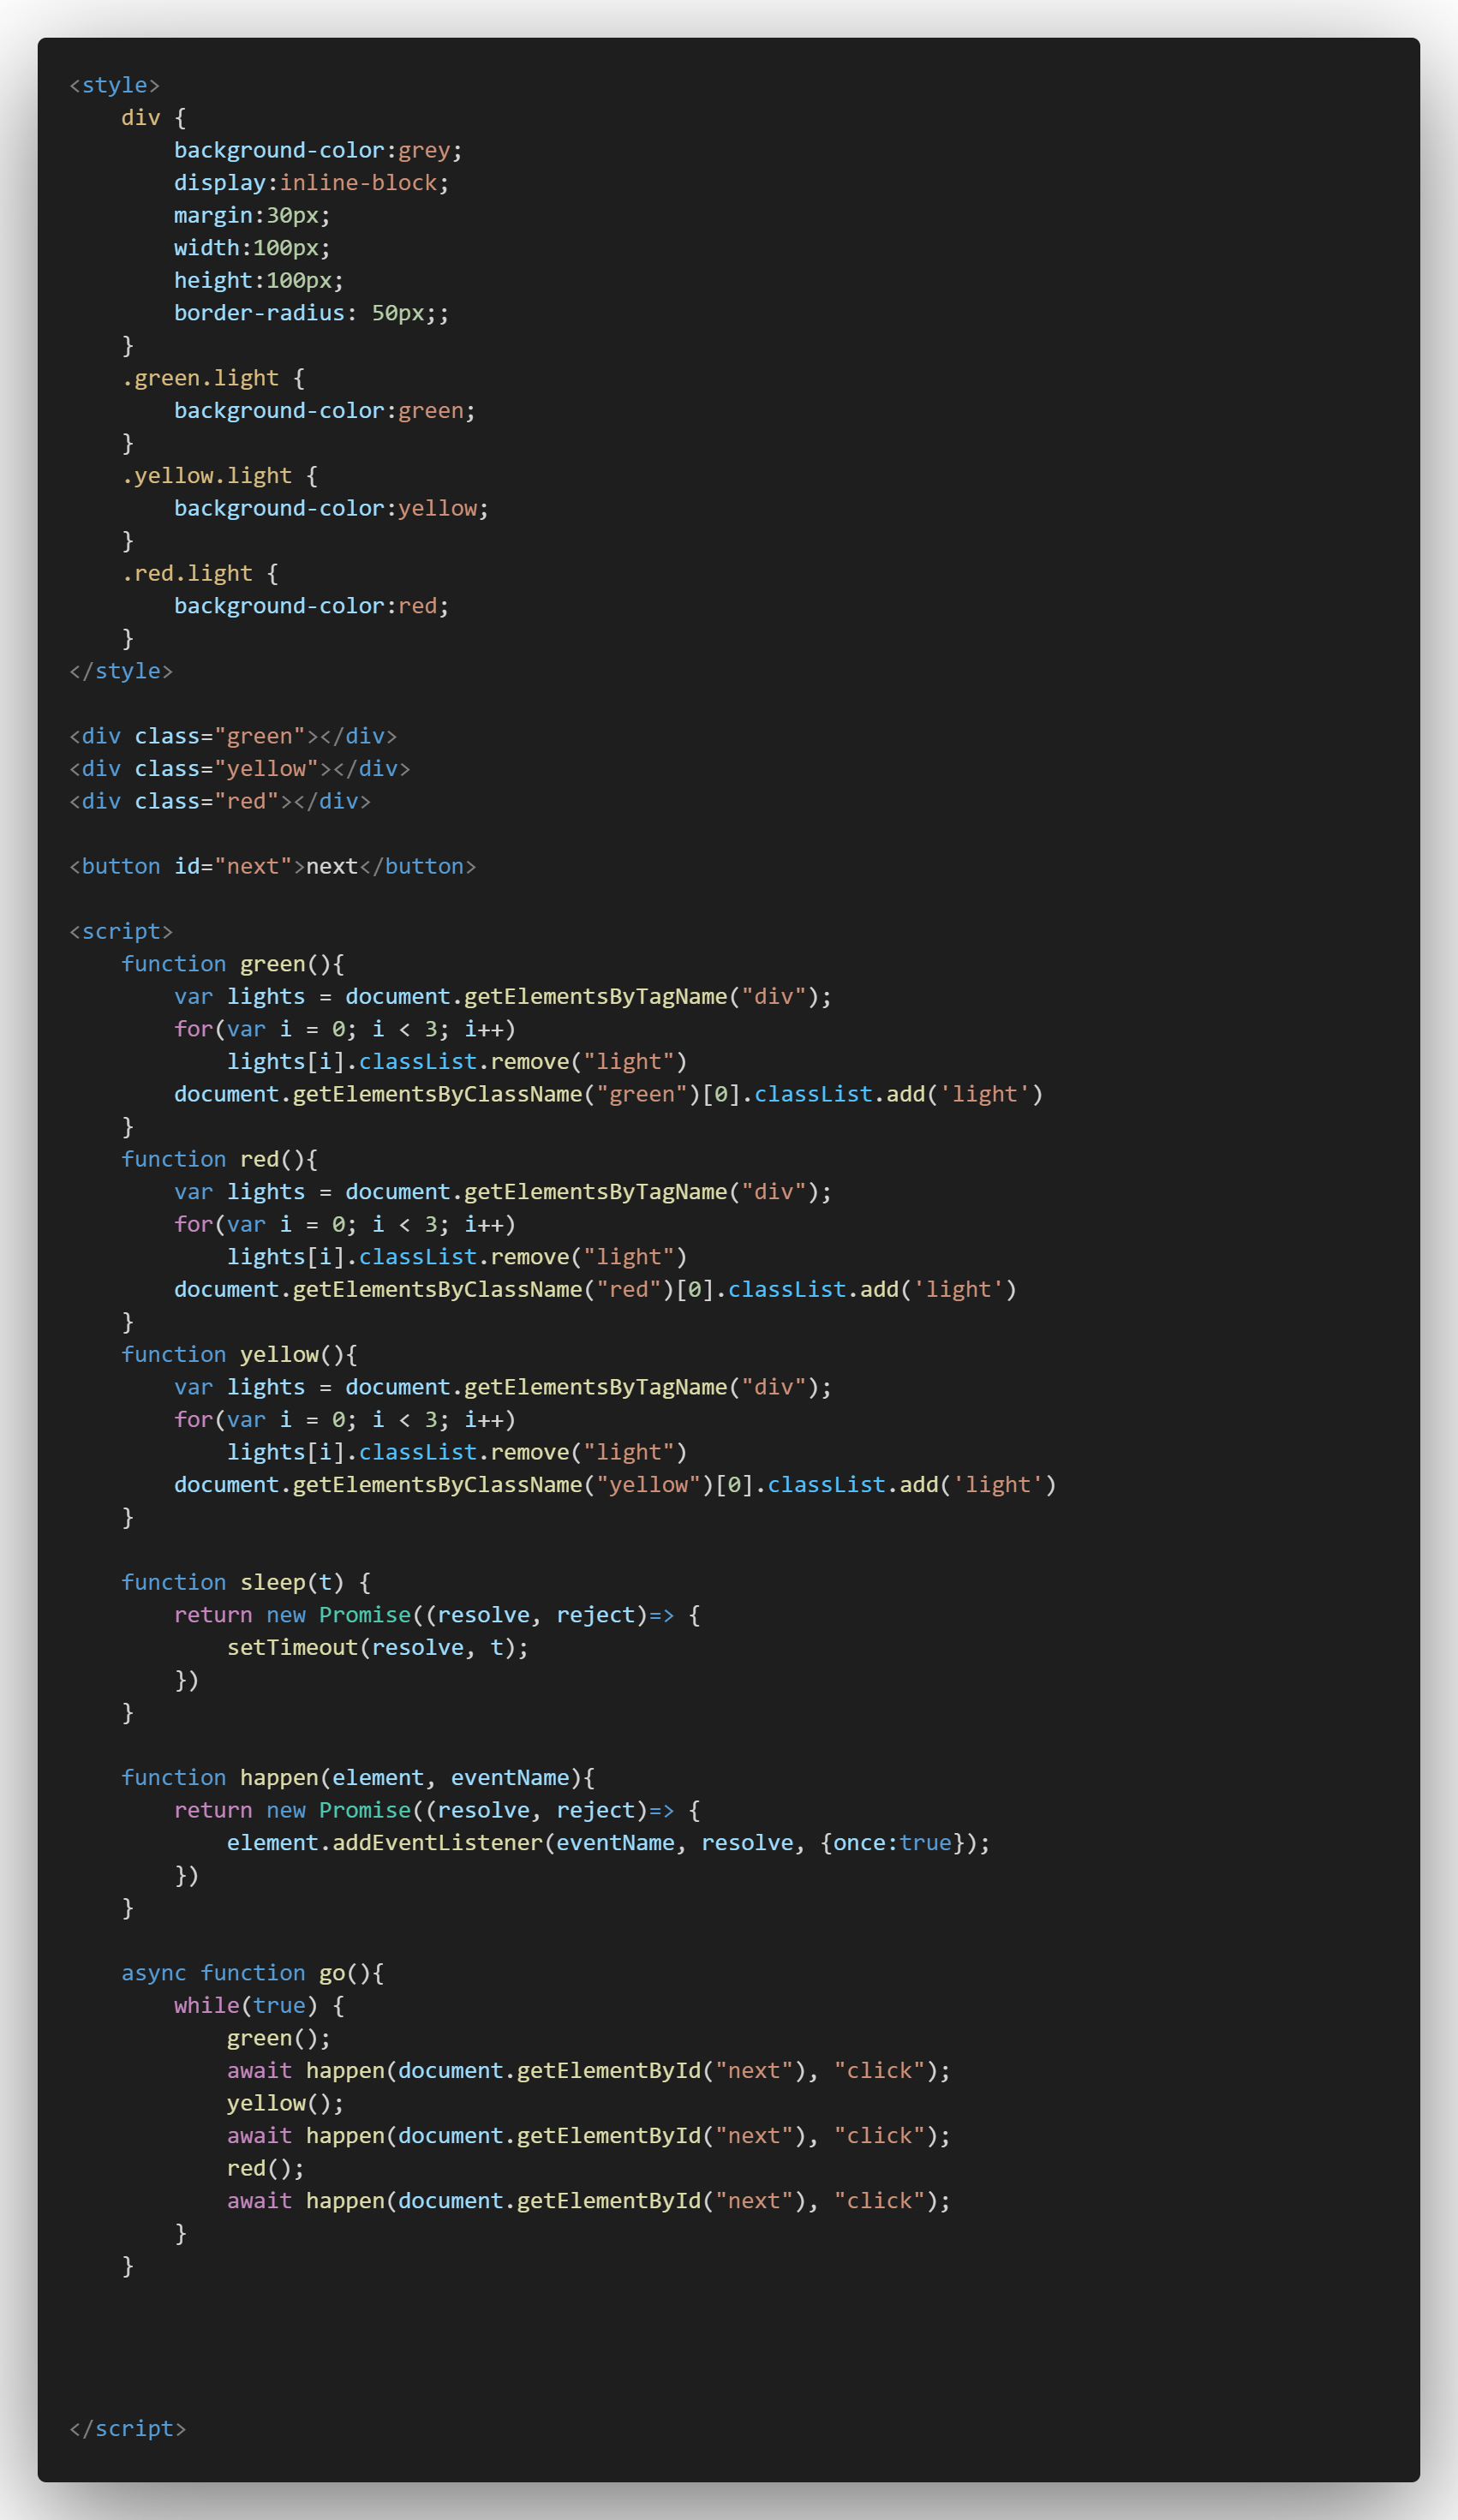 <style>
    div {
        background-color:grey;
        display:inline-block;
        margin:30px;
        width:100px;
        height:100px;
        border-radius: 50px;;
    }
    .green.light {
        background-color:green;
    }
    .yellow.light {
        background-color:yellow;
    }
    .red.light {
        background-color:red;
    }
</style>

<div class="green"></div>
<div class="yellow"></div>
<div class="red"></div>

<button id="next">next</button>

<script>
    function green(){
        var lights = document.getElementsByTagName("div");
        for(var i = 0; i < 3; i++)
            lights[i].classList.remove("light")
        document.getElementsByClassName("green")[0].classList.add('light')
    }
    function red(){
        var lights = document.getElementsByTagName("div");
        for(var i = 0; i < 3; i++)
            lights[i].classList.remove("light")
        document.getElementsByClassName("red")[0].classList.add('light')
    }
    function yellow(){
        var lights = document.getElementsByTagName("div");
        for(var i = 0; i < 3; i++)
            lights[i].classList.remove("light")
        document.getElementsByClassName("yellow")[0].classList.add('light')
    }

    function sleep(t) {
        return new Promise((resolve, reject)=> {
            setTimeout(resolve, t);
        })
    }

    function happen(element, eventName){
        return new Promise((resolve, reject)=> {
            element.addEventListener(eventName, resolve, {once:true});
        })
    }

    async function go(){
        while(true) {
            green();
            await happen(document.getElementById("next"), "click");
            yellow();
            await happen(document.getElementById("next"), "click");
            red();
            await happen(document.getElementById("next"), "click");
        }
    }

</script>